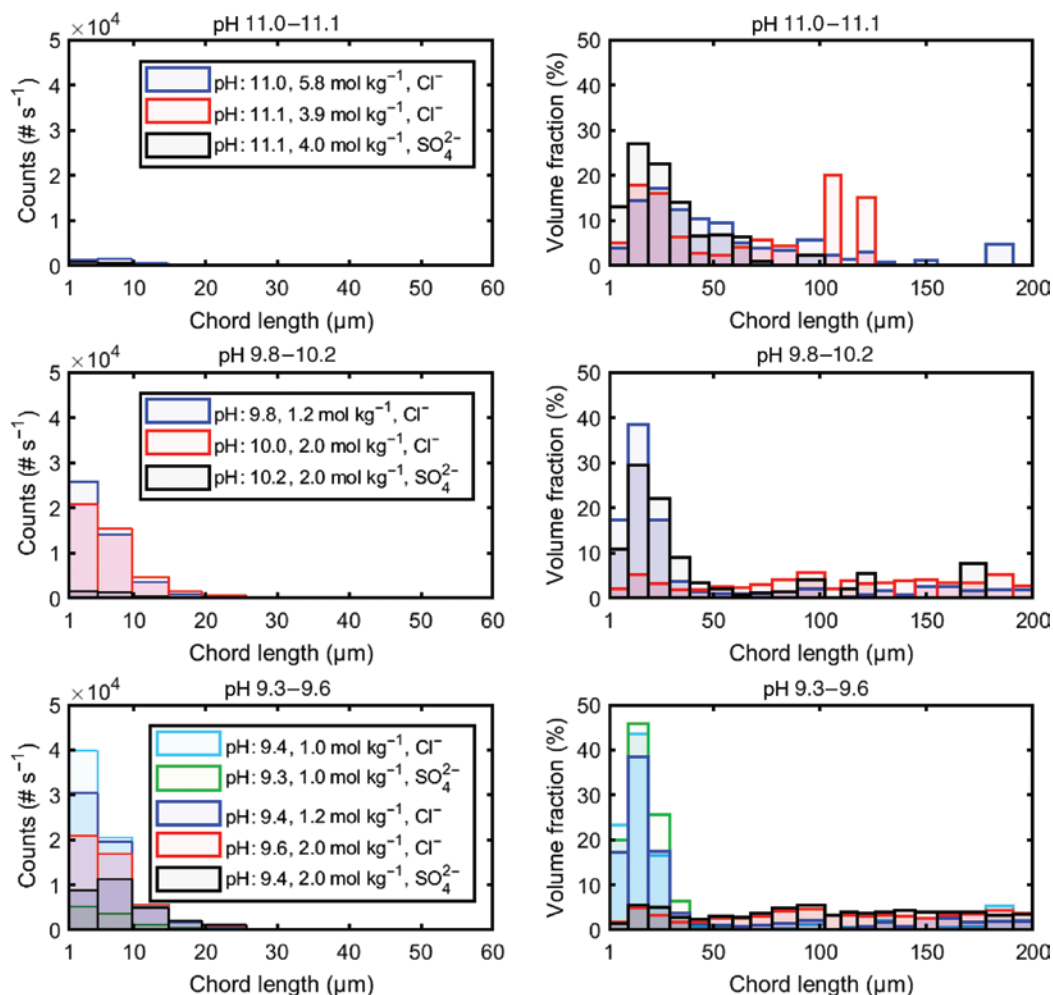 pH 11.0–11.1
× 10⁴
Counts (# s⁻¹)
5
4
3
2
1
0
pH: 11.0, 5.8 mol kg⁻¹, Cl⁻
pH: 11.1, 3.9 mol kg⁻¹, Cl⁻
pH: 11.1, 4.0 mol kg⁻¹, SO₄²⁻
1 10 20 30 40 50 60
Chord length (µm)
pH 11.0–11.1
Volume fraction (%)
50
40
30
20
10
0
1 50 100 150 200
Chord length (µm)
pH 9.8–10.2
× 10⁴
Counts (# s⁻¹)
5
4
3
2
1
0
pH: 9.8, 1.2 mol kg⁻¹, Cl⁻
pH: 10.0, 2.0 mol kg⁻¹, Cl⁻
pH: 10.2, 2.0 mol kg⁻¹, SO₄²⁻
1 10 20 30 40 50 60
Chord length (µm)
pH 9.8–10.2
Volume fraction (%)
50
40
30
20
10
0
1 50 100 150 200
Chord length (µm)
pH 9.3–9.6
× 10⁴
Counts (# s⁻¹)
5
4
3
2
1
0
pH: 9.4, 1.0 mol kg⁻¹, Cl⁻
pH: 9.3, 1.0 mol kg⁻¹, SO₄²⁻
pH: 9.4, 1.2 mol kg⁻¹, Cl⁻
pH: 9.6, 2.0 mol kg⁻¹, Cl⁻
pH: 9.4, 2.0 mol kg⁻¹, SO₄²⁻
1 10 20 30 40 50 60
Chord length (µm)
pH 9.3–9.6
Volume fraction (%)
50
40
30
20
10
0
1 50 100 150 200
Chord length (µm)